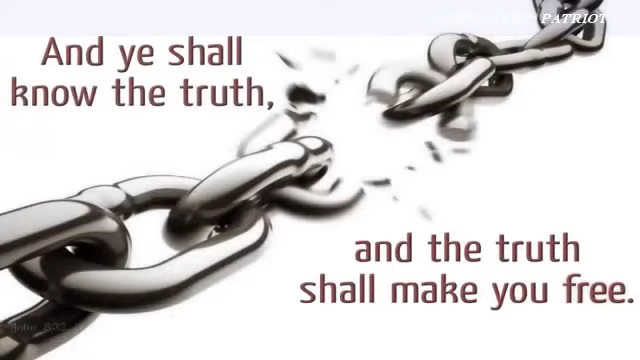 PATRIOT
And ye shall
know the truth,
and the truth
shall make you free.
John 8:32